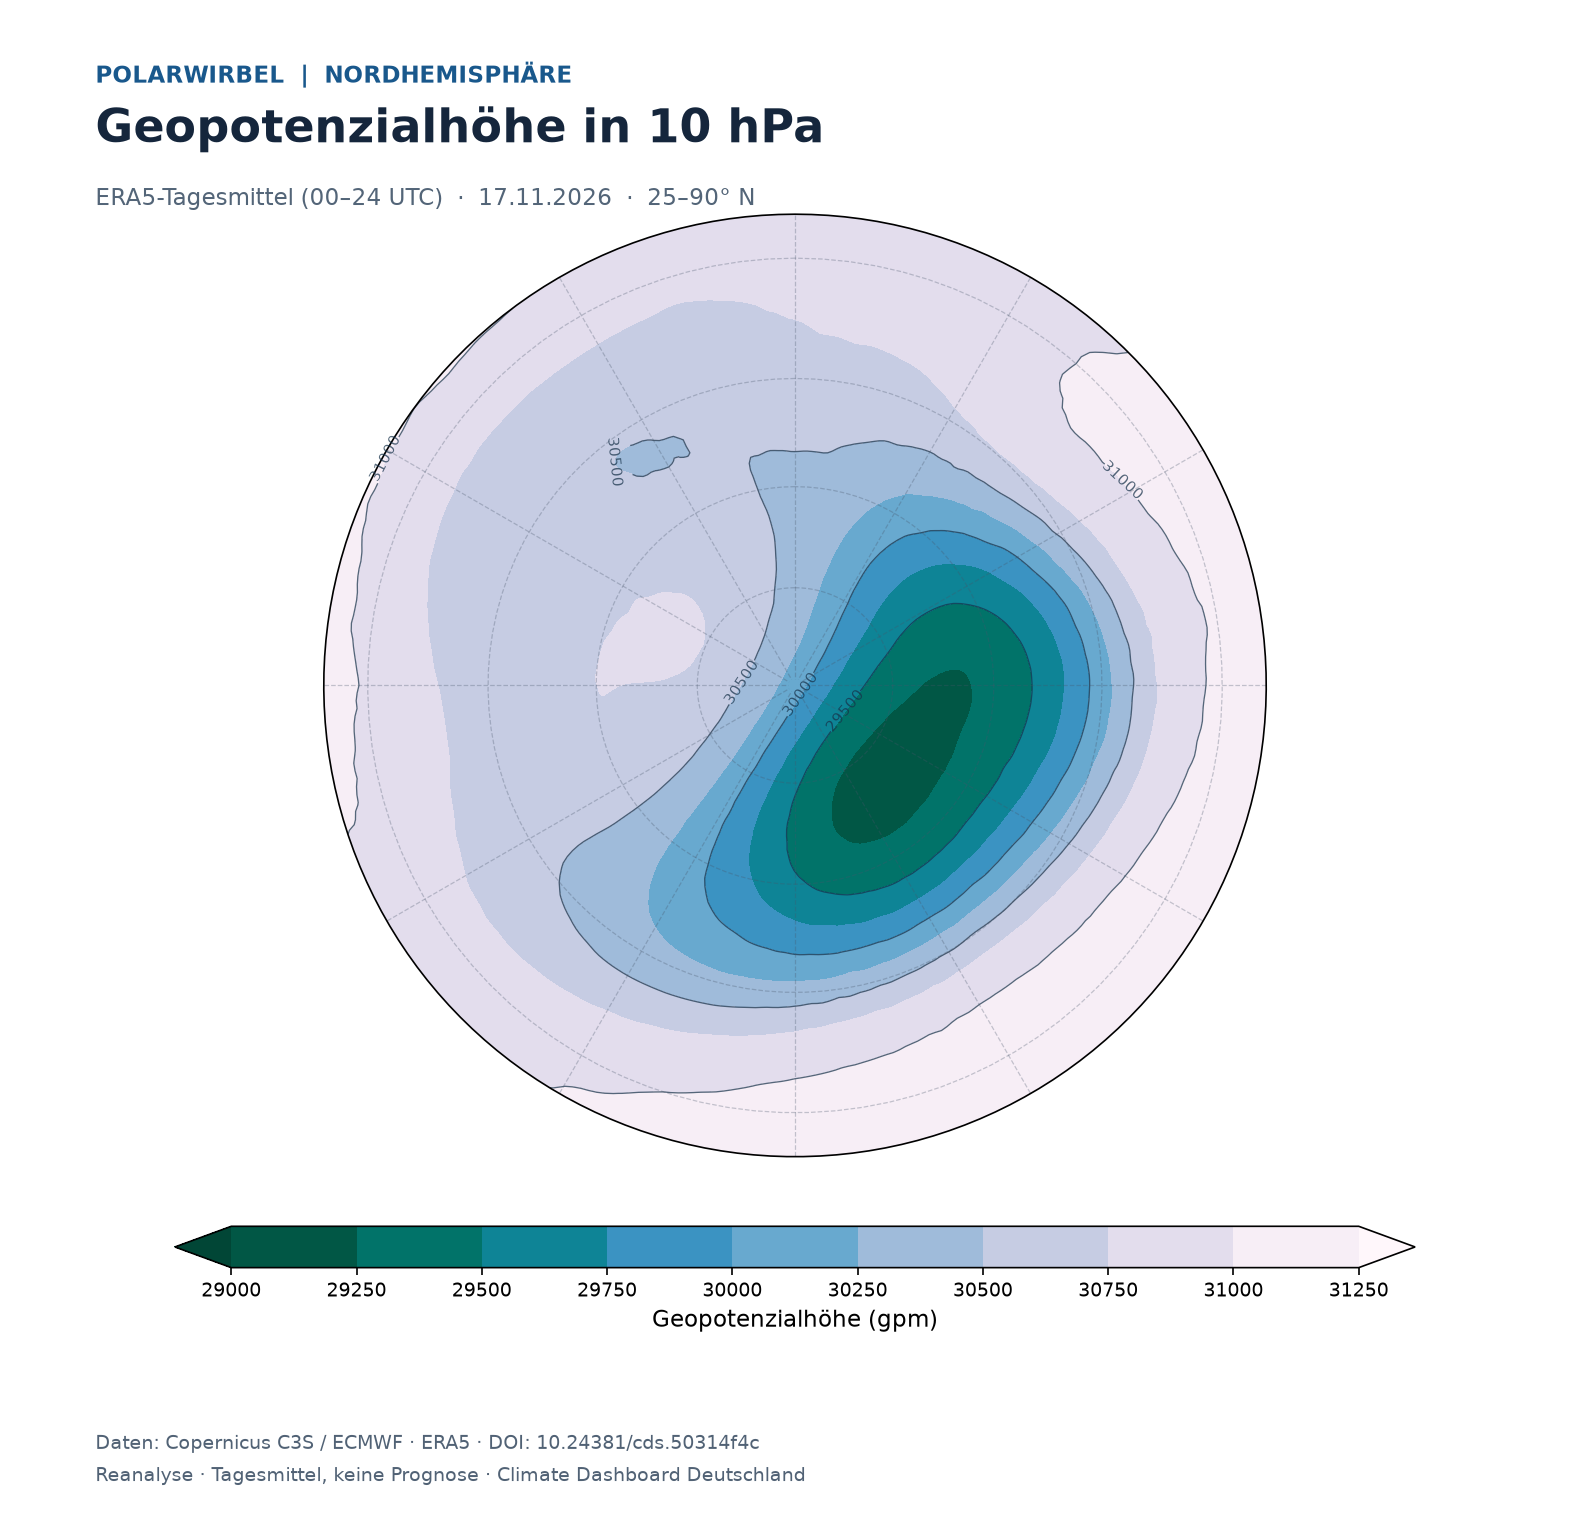 POLARWIRBEL | NORDHEMISPHÄRE
Geopotenzialhöhe in 10 hPa
ERA5-Tagesmittel (00–24 UTC) · 17.11.2026 · 25–90° N
31000
30500
31000
30500
30000
29500
29000 29250 29500 29750 30000 30250 30500 30750 31000 31250
Geopotenzialhöhe (gpm)
Daten: Copernicus C3S / ECMWF · ERA5 · DOI: 10.24381/cds.50314f4c
Reanalyse · Tagesmittel, keine Prognose · Climate Dashboard Deutschland